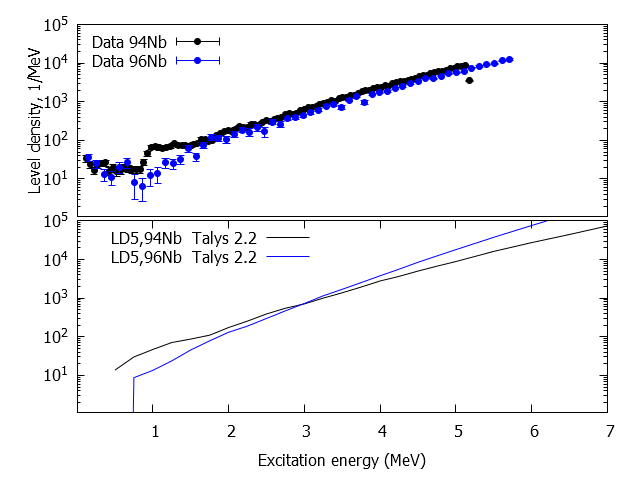 10^5
Data 94Nb
10^4
Data 96Nb
10^3
10^2
10^1
Level density, 1/MeV
10^5
LD5,94Nb Talys 2.2
LD5,96Nb Talys 2.2
10^4
10^3
10^2
10^1
1 2 3 4 5 6 7
Excitation energy (MeV)